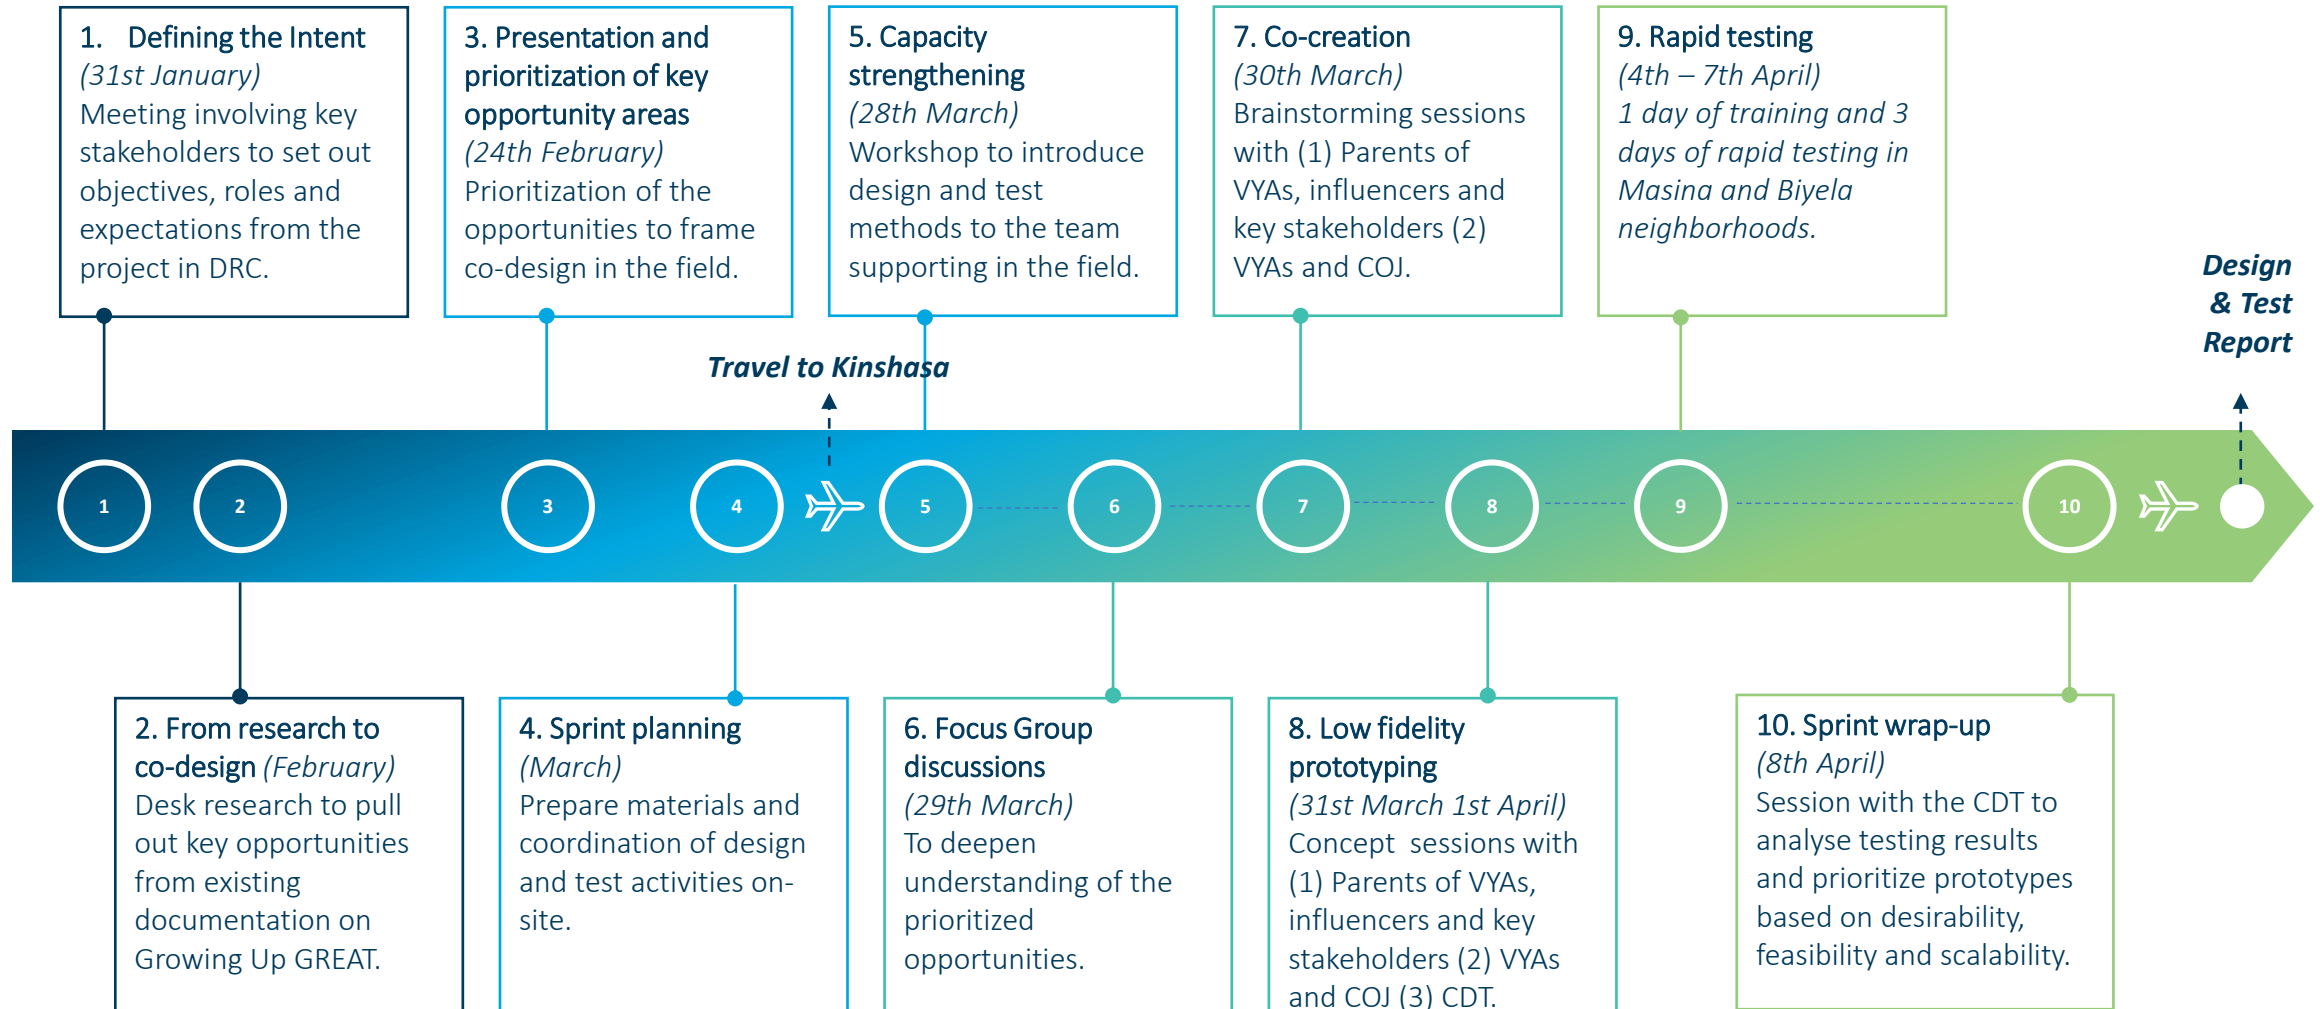 1. Defining the Intent
(31st January)
Meeting involving key
stakeholders to set out
objectives, roles and
expectations from the
project in DRC.
3. Presentation and
prioritization of key
opportunity areas
(24th February)
Prioritization of the
opportunities to frame
co-design in the field.
5. Capacity
strengthening
(28th March)
Workshop to introduce
design and test
methods to the team
supporting in the field.
7. Co-creation
(30th March)
Brainstorming sessions
with (1) Parents of
VYAs, influencers and
key stakeholders (2)
VYAs and COJ.
9. Rapid testing
(4th – 7th April)
1 day of training and 3
days of rapid testing in
Masina and Biyela
neighborhoods.
Design
& Test
Report
Travel to Kinshasa
1
2
3
4
5
6
7
8
9
10
2. From research to
co-design (February)
Desk research to pull
out key opportunities
from existing
documentation on
Growing Up GREAT.
4. Sprint planning
(March)
Prepare materials and
coordination of design
and test activities on-
site.
6. Focus Group
discussions
(29th March)
To deepen
understanding of the
prioritized
opportunities.
8. Low fidelity
prototyping
(31st March 1st April)
Concept sessions with
(1) Parents of VYAs,
influencers and key
stakeholders (2) VYAs
and COJ (3) CDT.
10. Sprint wrap-up
(8th April)
Session with the CDT to
analyse testing results
and prioritize prototypes
based on desirability,
feasibility and scalability.